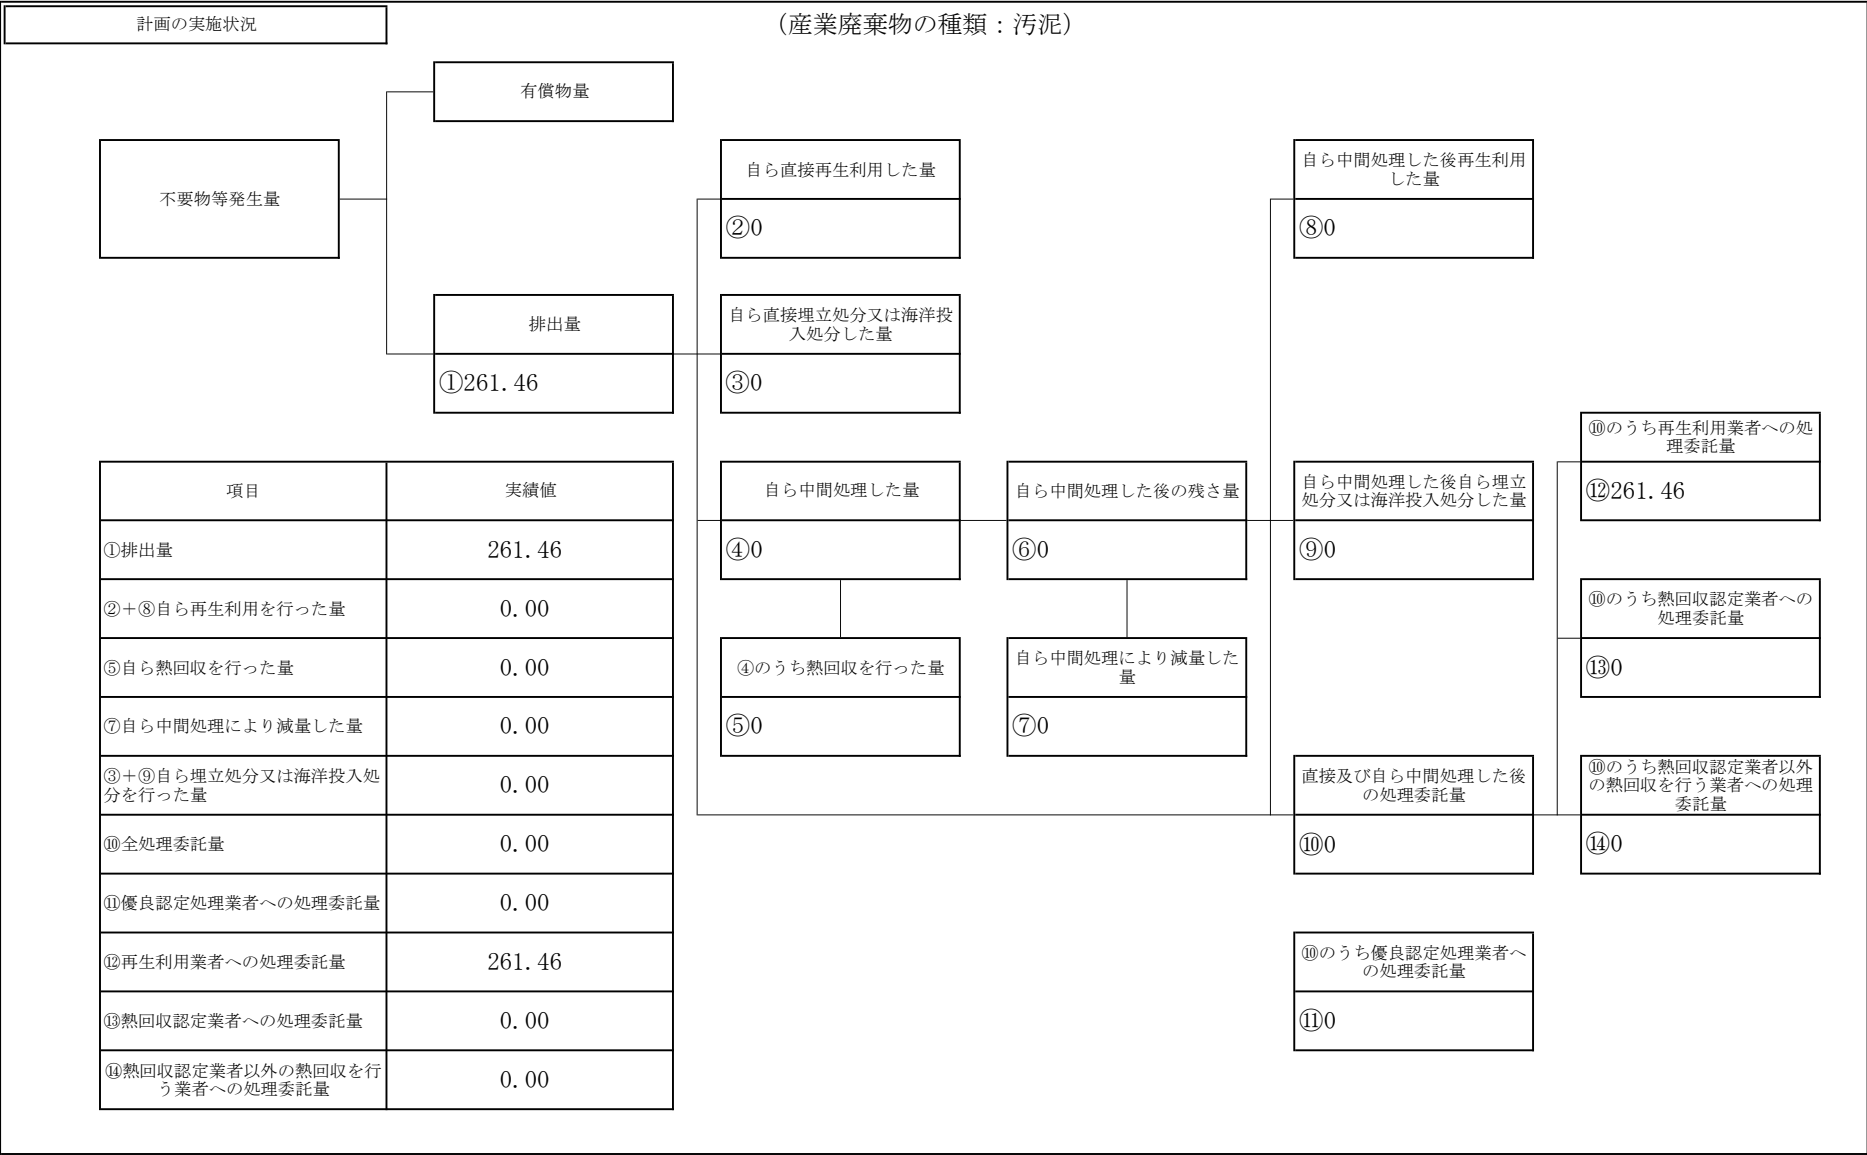 計画の実施状況
（産業廃棄物の種類：汚泥）
有償物量
不要物等発生量
排出量
①261.46
自ら直接再生利用した量
②0
自ら直接埋立処分又は海洋投
入処分した量
③0
自ら中間処理した後再生利用
した量
⑧0
自ら中間処理した量
④0
④のうち熱回収を行った量
⑤0
自ら中間処理した後の残さ量
⑥0
自ら中間処理により減量した
量
⑦0
自ら中間処理した後自ら埋立
処分又は海洋投入処分した量
⑨0
直接及び自ら中間処理した後
の処理委託量
⑩0
⑩のうち優良認定処理業者へ
の処理委託量
⑪0
⑩のうち再生利用業者への処
理委託量
⑫261.46
⑩のうち熱回収認定業者への
処理委託量
⑬0
⑩のうち熱回収認定業者以外
の熱回収を行う業者への処理
委託量
⑭0
項目 実績値
①排出量 261.46
②＋⑧自ら再生利用を行った量 0.00
⑤自ら熱回収を行った量 0.00
⑦自ら中間処理により減量した量 0.00
③＋⑨自ら埋立処分又は海洋投入処
分を行った量 0.00
⑩全処理委託量 0.00
⑪優良認定処理業者への処理委託量 0.00
⑫再生利用業者への処理委託量 261.46
⑬熱回収認定業者への処理委託量 0.00
⑭熱回収認定業者以外の熱回収を行
う業者への処理委託量 0.00